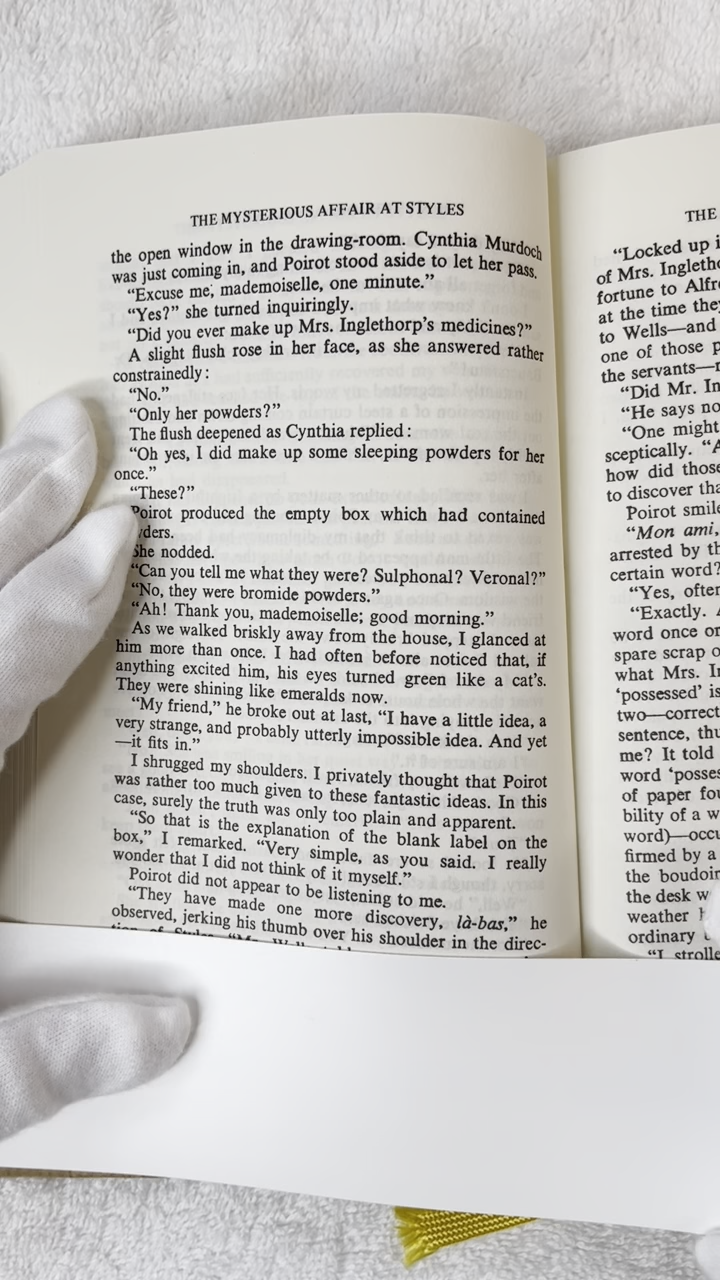 THE MYSTERIOUS AFFAIR AT STYLES
the open window in the drawing-room. Cynthia Murdoch
was just coming in, and Poirot stood aside to let her pass.
“Excuse me, mademoiselle, one minute.”
“Yes?” she turned inquiringly.
“Did you ever make up Mrs. Inglethorp’s medicines?”
A slight flush rose in her face, as she answered rather
constrainedly:
“No.”
“Only her powders?”
The flush deepened as Cynthia replied:
“Oh yes, I did make up some sleeping powders for her
once.”
“These?”
Poirot produced the empty box which had contained
ders.
She nodded.
“Can you tell me what they were? Sulphonal? Veronal?”
“No, they were bromide powders.”
“Ah! Thank you, mademoiselle; good morning.”
As we walked briskly away from the house, I glanced at
him more than once. I had often before noticed that, if
anything excited him, his eyes turned green like a cat’s.
They were shining like emeralds now.
“My friend,” he broke out at last, “I have a little idea, a
very strange, and probably utterly impossible idea. And yet
—it fits in.”
I shrugged my shoulders. I privately thought that Poirot
was rather too much given to these fantastic ideas. In this
case, surely the truth was only too plain and apparent.
“So that is the explanation of the blank label on the
box,” I remarked. “Very simple, as you said. I really
wonder that I did not think of it myself.”
Poirot did not appear to be listening to me.
“They have made one more discovery, là-bas,” he
observed, jerking his thumb over his shoulder in the direc-
THE
“Locked up i
of Mrs. Ingletho
fortune to Alfr
at the time they
to Wells—and
one of those p
the servants—
“Did Mr. In
“He says no
“One might
sceptically. “A
how did those
to discover tha
Poirot smile
“Mon ami,
arrested by th
certain word?
“Yes, often
“Exactly.
word once or
spare scrap o
what Mrs. In
‘possessed’ is
two—correct
sentence, thu
me? It told
word ‘posses
of paper fou
bility of a w
word)—occu
firmed by a
the boudoir
the desk w
weather
ordinary
“I strolle